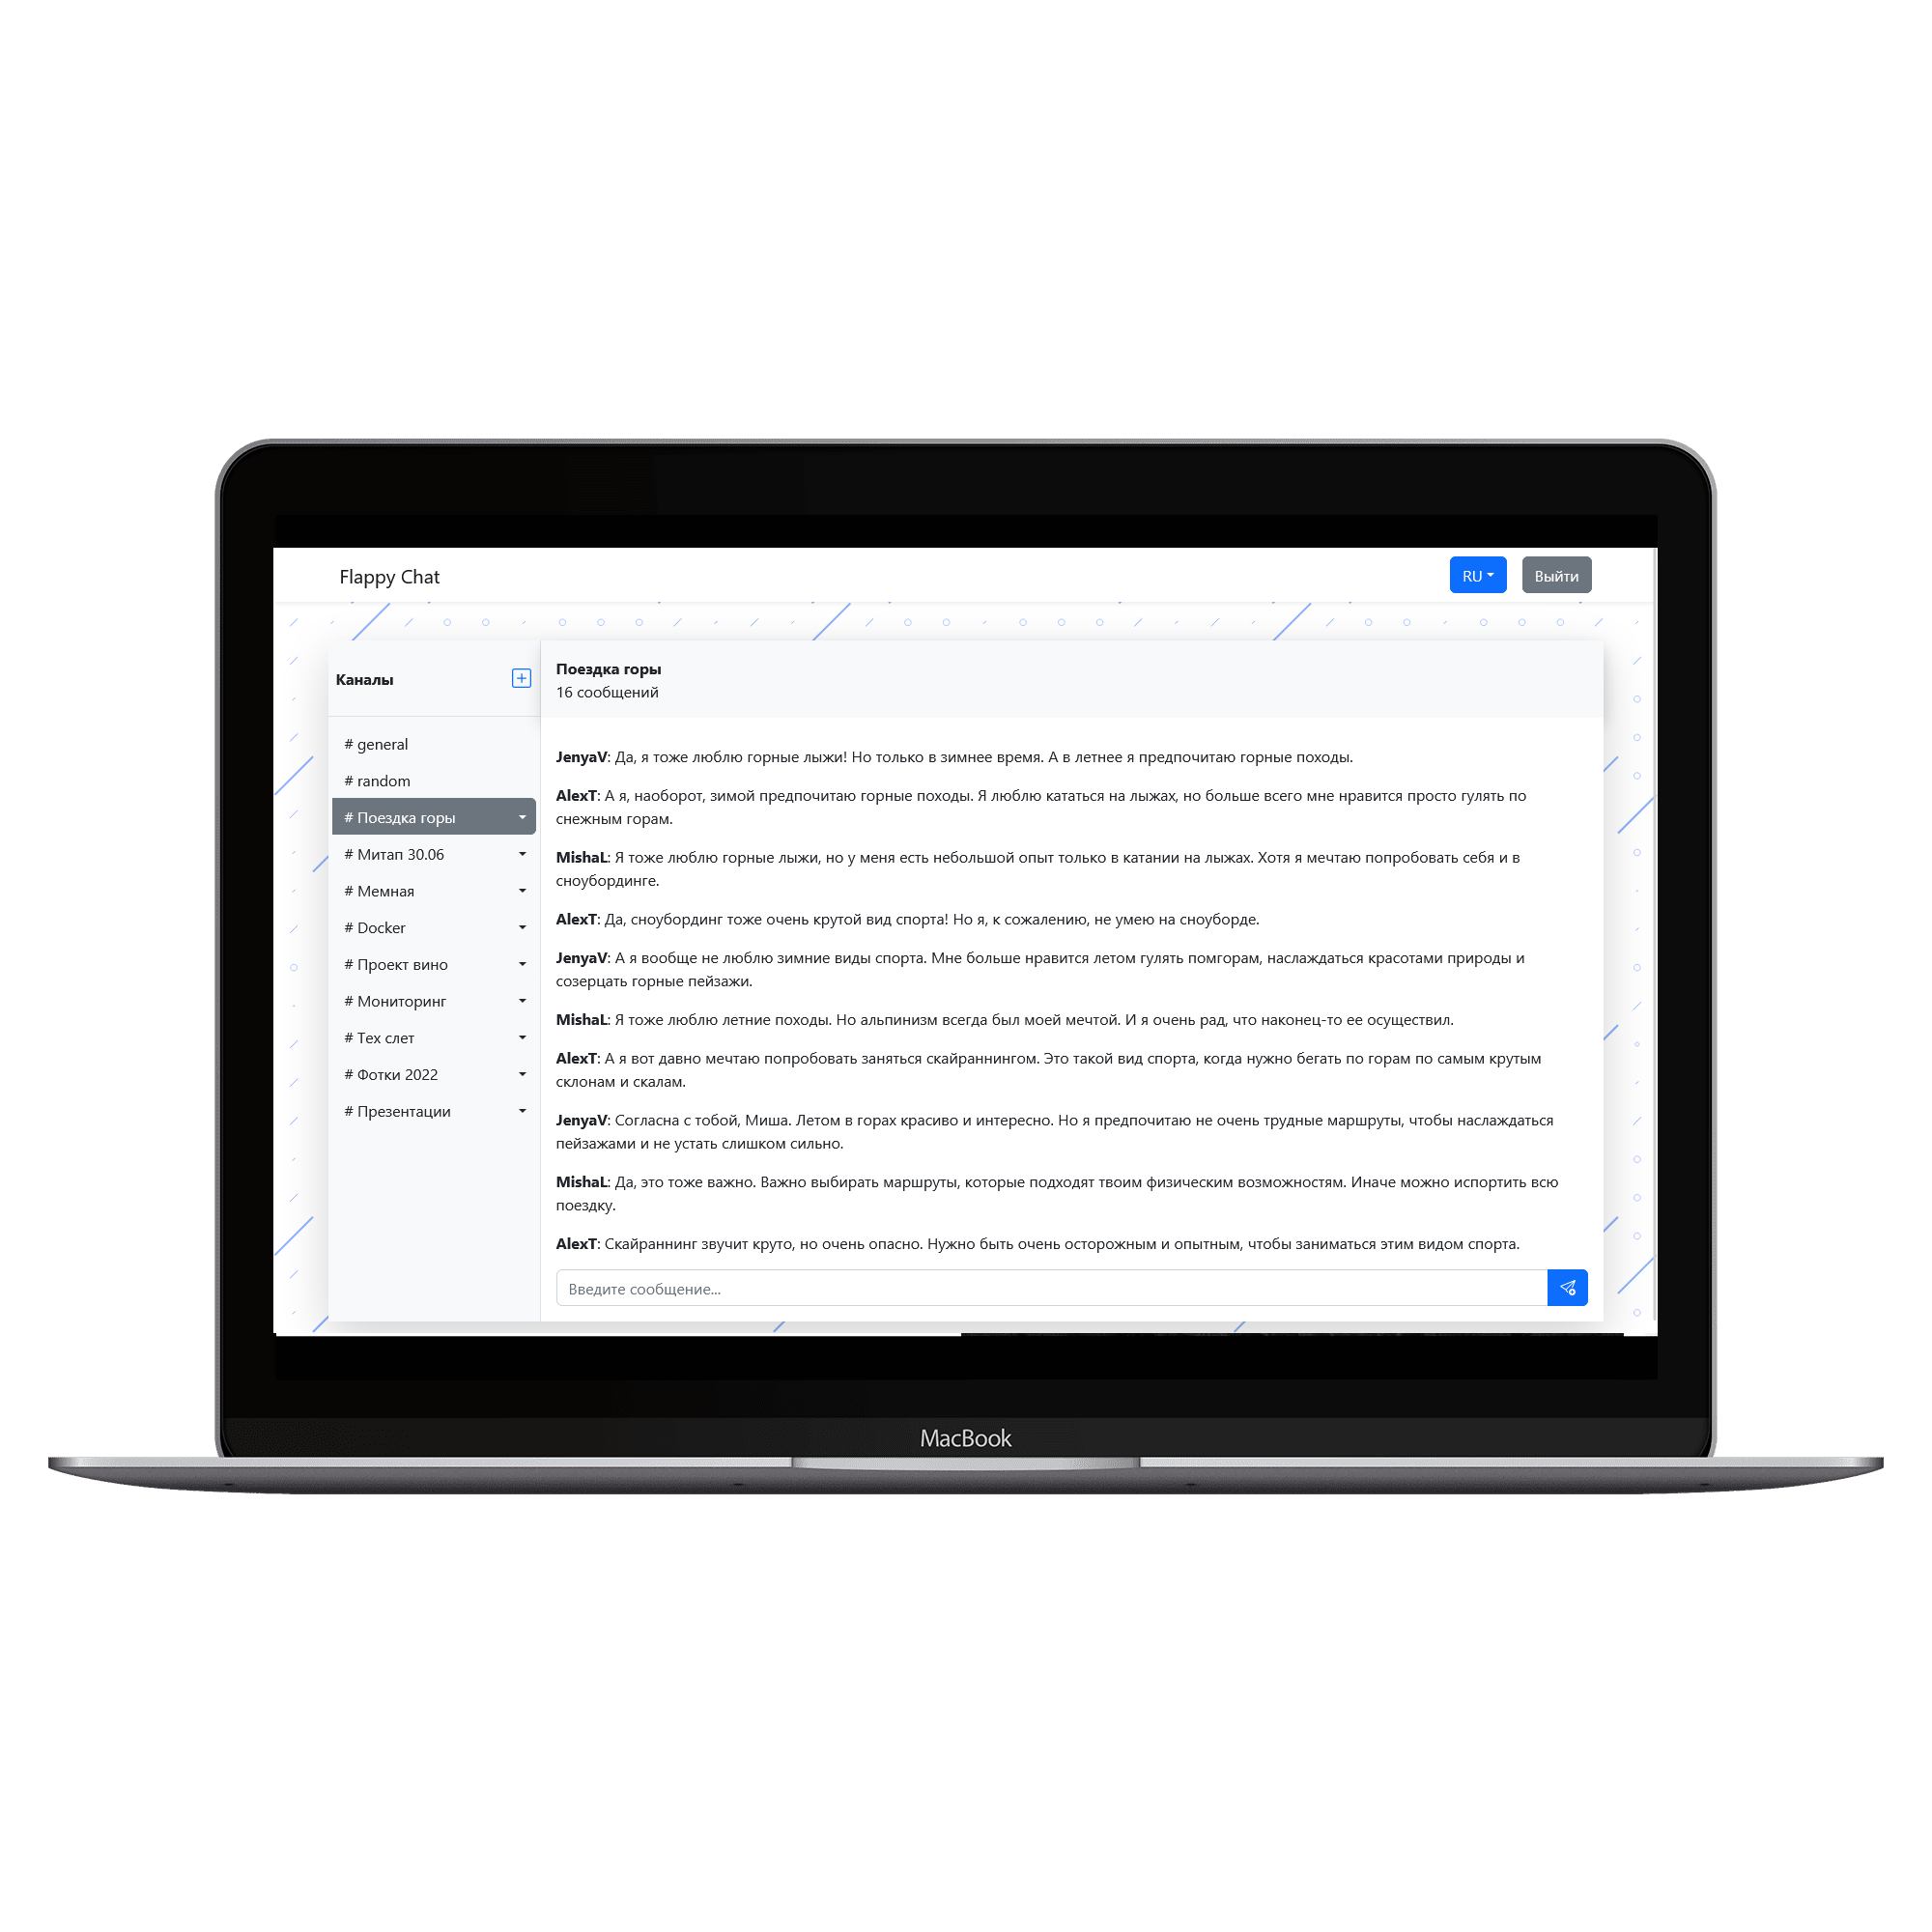 Flappy Chat
RU
Выйти
Каналы
# general
# random
# Поездка горы
# Митап 30.06
# Мемная
# Docker
# Проект вино
# Мониторинг
# Тех слет
# Фотки 2022
# Презентации
Поездка горы
16 сообщений
JenyaV: Да, я тоже люблю горные лыжи! Но только в зимнее время. А в летнее я предпочитаю горные походы.
AlexT: А я, наоборот, зимой предпочитаю горные походы. Я люблю кататься на лыжах, но больше всего мне нравится просто гулять по
снежным горам.
MishaL: Я тоже люблю горные лыжи, но у меня есть небольшой опыт только в катании на лыжах. Хотя я мечтаю попробовать себя и в
сноубординге.
AlexT: Да, сноубординг тоже очень крутой вид спорта! Но я, к сожалению, не умею на сноуборде.
JenyaV: А я вообще не люблю зимние виды спорта. Мне больше нравится летом гулять помгорам, наслаждаться красотами природы и
созерцать горные пейзажи.
MishaL: Я тоже люблю летние походы. Но альпинизм всегда был моей мечтой. И я очень рад, что наконец-то ее осуществил.
AlexT: А я вот давно мечтаю попробовать заняться скайраннингом. Это такой вид спорта, когда нужно бегать по горам по самым крутым
склонам и скалам.
JenyaV: Согласна с тобой, Миша. Летом в горах красиво и интересно. Но я предпочитаю не очень трудные маршруты, чтобы наслаждаться
пейзажами и не устать слишком сильно.
MishaL: Да, это тоже важно. Важно выбирать маршруты, которые подходят твоим физическим возможностям. Иначе можно испортить всю
поездку.
AlexT: Скайраннинг звучит круто, но очень опасно. Нужно быть очень осторожным и опытным, чтобы заниматься этим видом спорта.
Введите сообщение...
MacBook